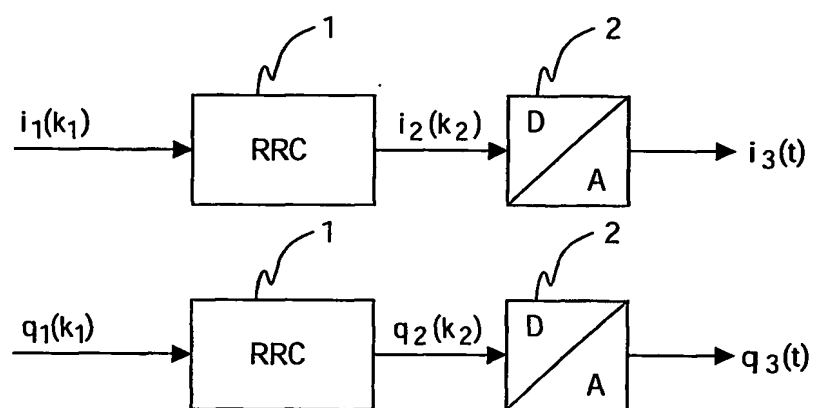 1 2
i₁(k₁) RRC i₂(k₂) D A i₃(t)
1 2
q₁(k₁) RRC q₂(k₂) D A q₃(t)